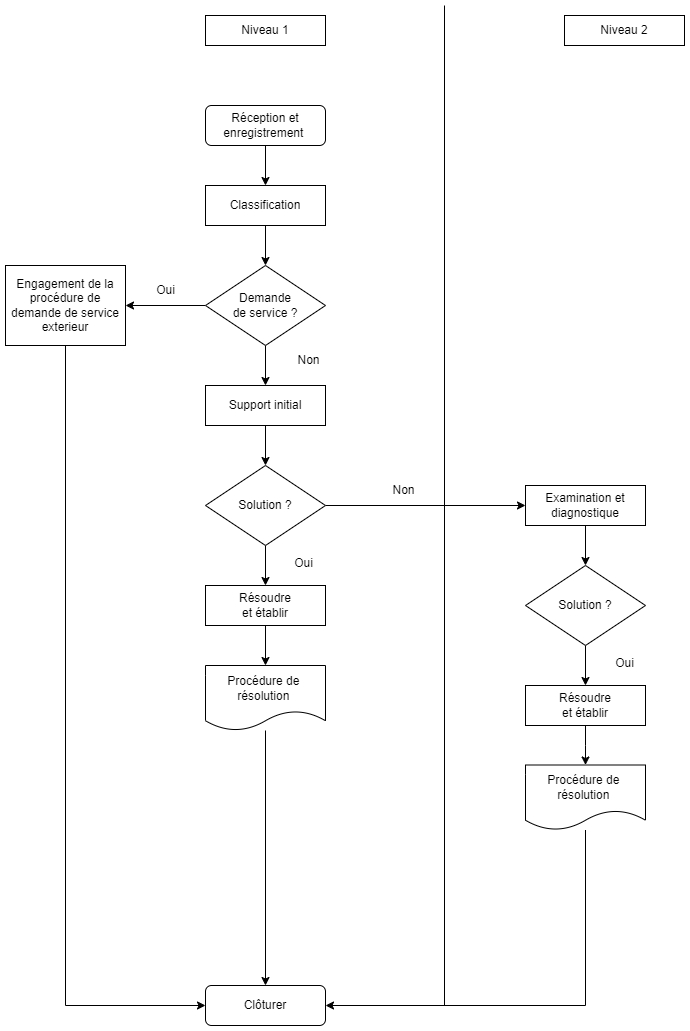 Niveau 1
Niveau 2
Réception et
enregistrement
Classification
Engagement de la
procédure de
demande de service
exterieur
Oui
Demande
de service ?
Non
Support initial
Solution ?
Non
Examination et
diagnostique
Oui
Solution ?
Résoudre
et établir
Oui
Procédure de
résolution
Résoudre
et établir
Procédure de
résolution
Clôturer